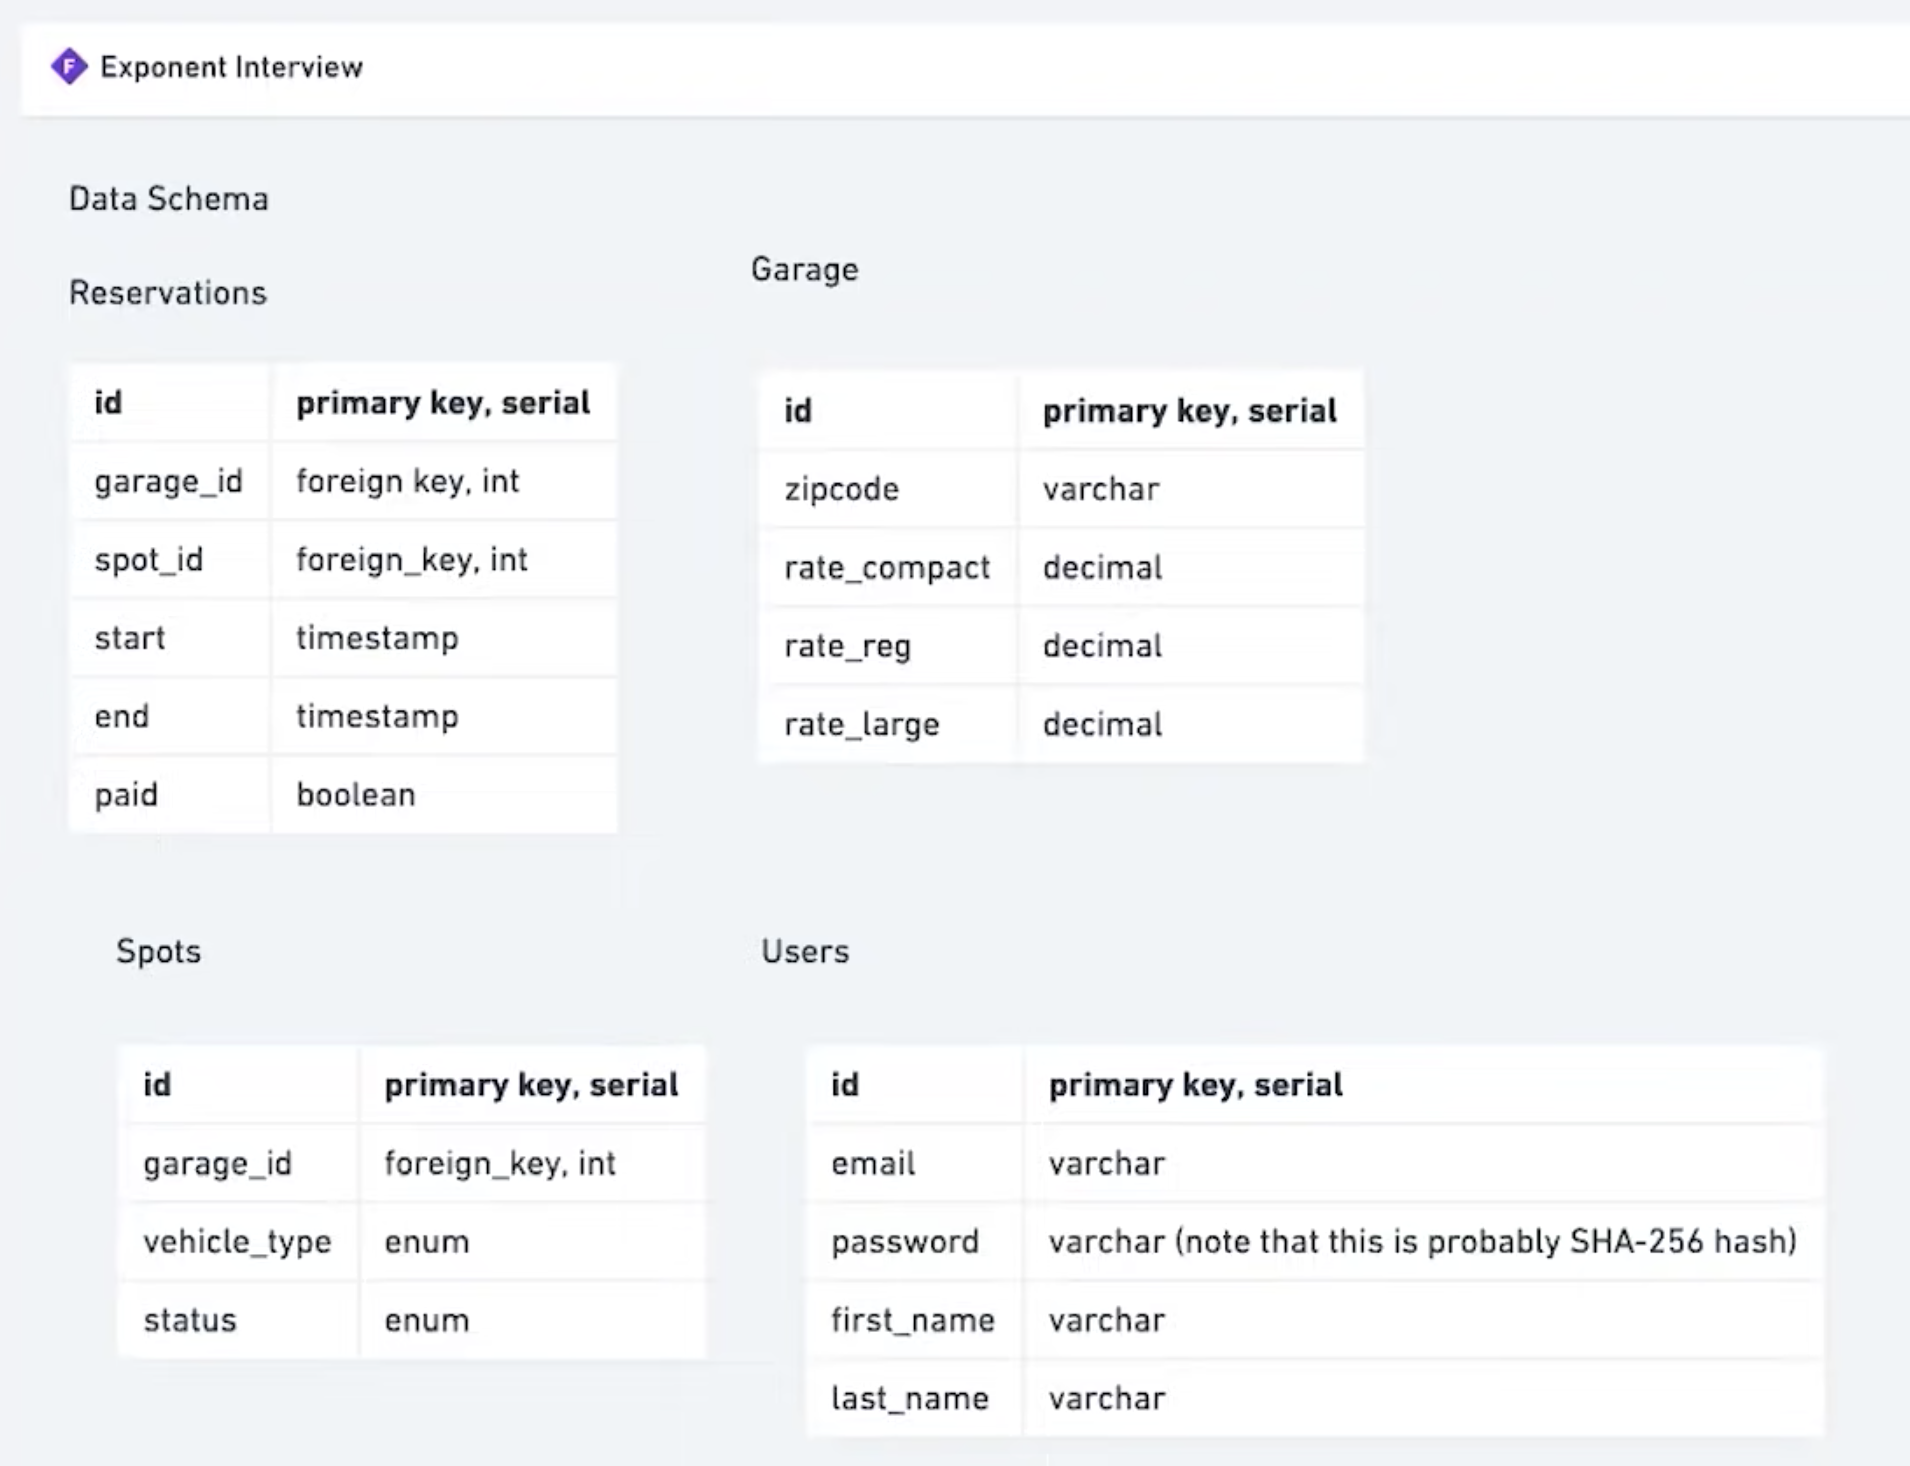 F Exponent Interview
Data Schema
Reservations
id primary key, serial
garage_id foreign key, int
spot_id foreign_key, int
start timestamp
end timestamp
paid boolean
Garage
id primary key, serial
zipcode varchar
rate_compact decimal
rate_reg decimal
rate_large decimal
Spots
id primary key, serial
garage_id foreign_key, int
vehicle_type enum
status enum
Users
id primary key, serial
email varchar
password varchar (note that this is probably SHA-256 hash)
first_name varchar
last_name varchar